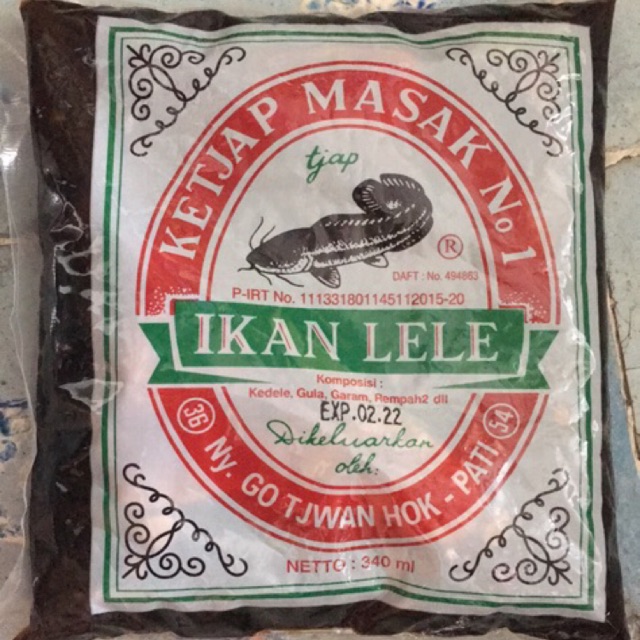 KETJAP MASAK No 1
tjap
®
DAFT : No. 494863
P-IRT No. 111331801145112015-20
IKAN LELE
Komposisi :
Kedele, Gula, Garam, Rempah2 dll
EXP.02.22
Dikeluarkan
oleh:
36 Ny. GO TJWAN HOK - PATI 54
NETTO : 340 ml